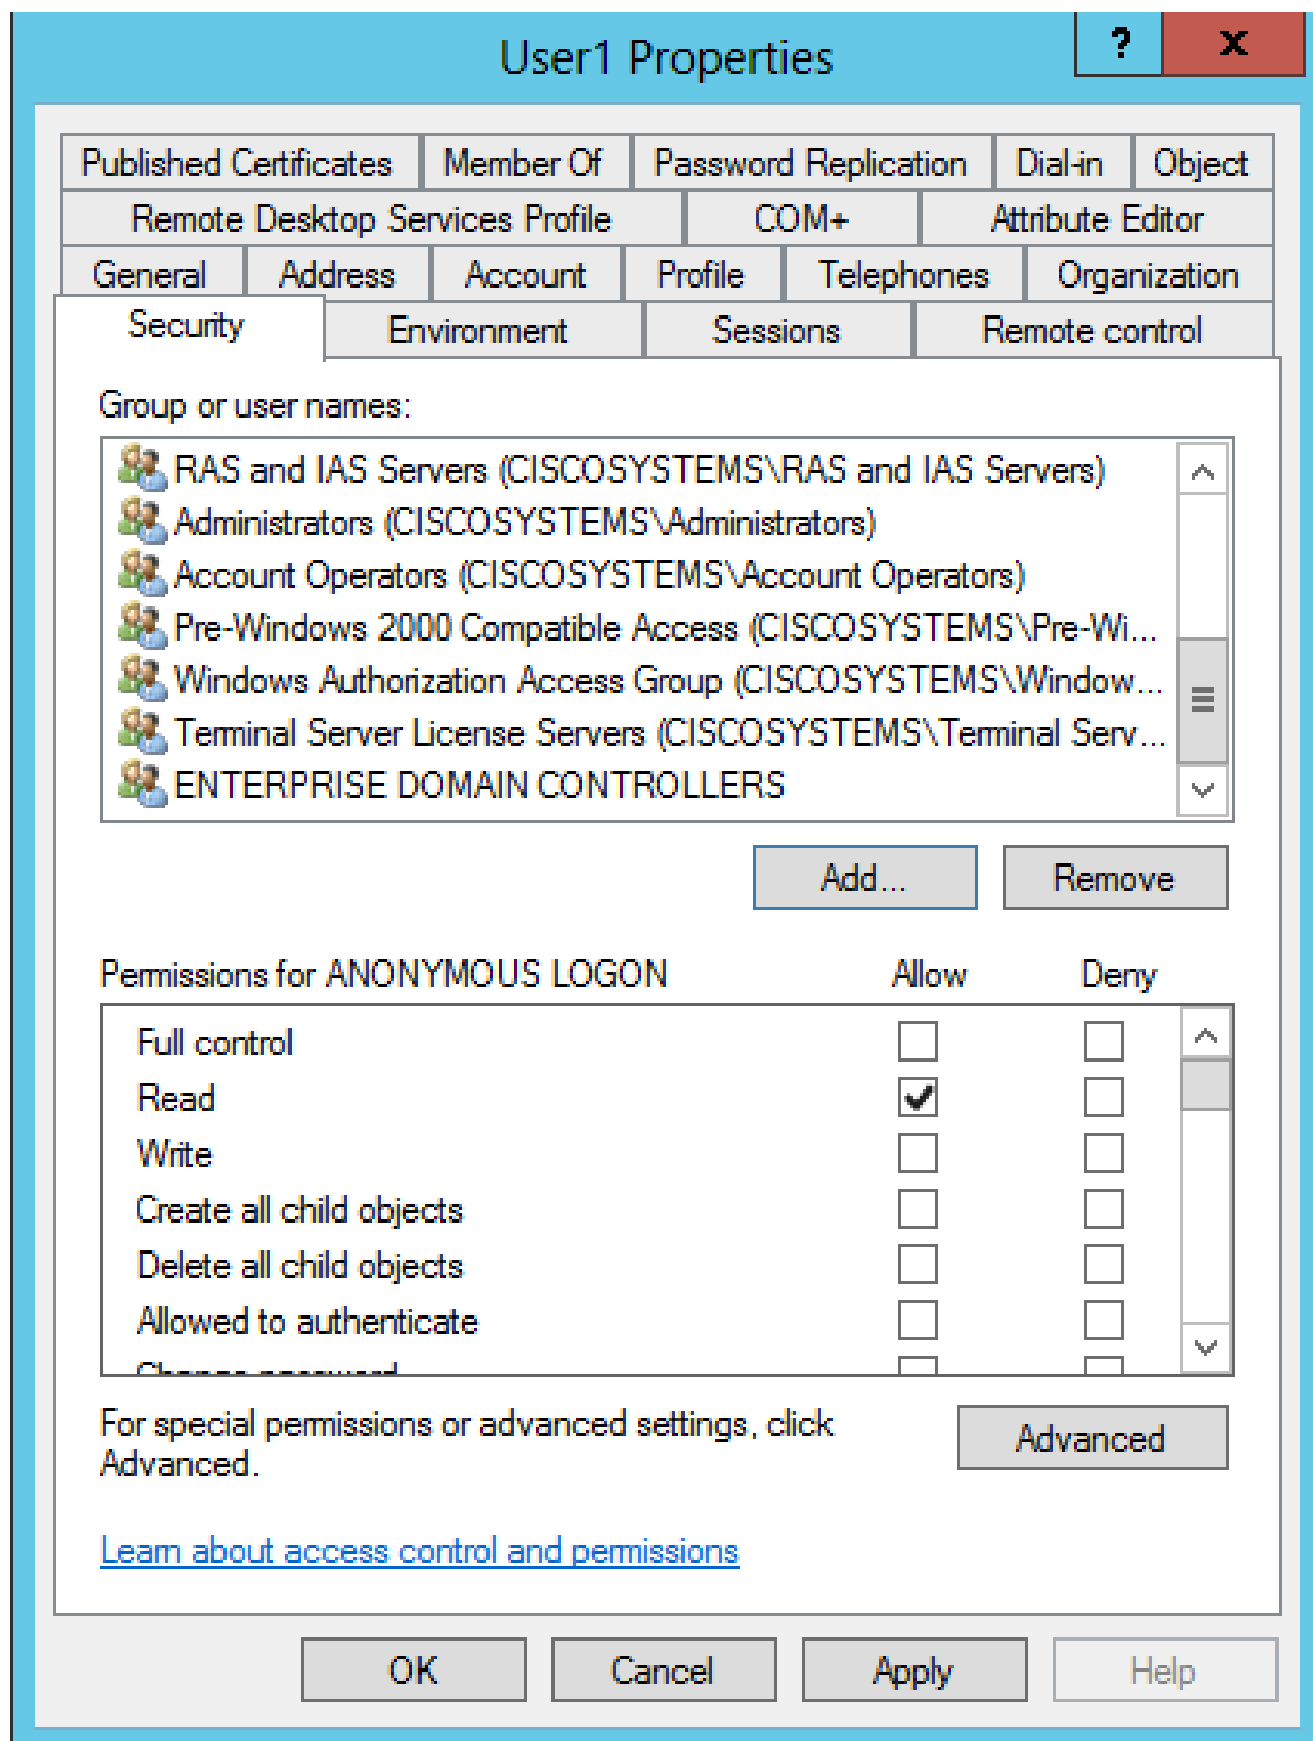 User1 Properties
?
x
Published Certificates Member Of Password Replication Dial-in Object
Remote Desktop Services Profile COM+ Attribute Editor
General Address Account Profile Telephones Organization
Security Environment Sessions Remote control
Group or user names:
RAS and IAS Servers (CISCOSYSTEMS\RAS and IAS Servers)
Administrators (CISCOSYSTEMS\Administrators)
Account Operators (CISCOSYSTEMS\Account Operators)
Pre-Windows 2000 Compatible Access (CISCOSYSTEMS\Pre-Wi...
Windows Authorization Access Group (CISCOSYSTEMS\Window...
Terminal Server License Servers (CISCOSYSTEMS\Terminal Serv...
ENTERPRISE DOMAIN CONTROLLERS
Add... Remove
Permissions for ANONYMOUS LOGON Allow Deny
Full control
Read
Write
Create all child objects
Delete all child objects
Allowed to authenticate
Change password
For special permissions or advanced settings, click
Advanced.
Advanced
Learn about access control and permissions
OK Cancel Apply Help